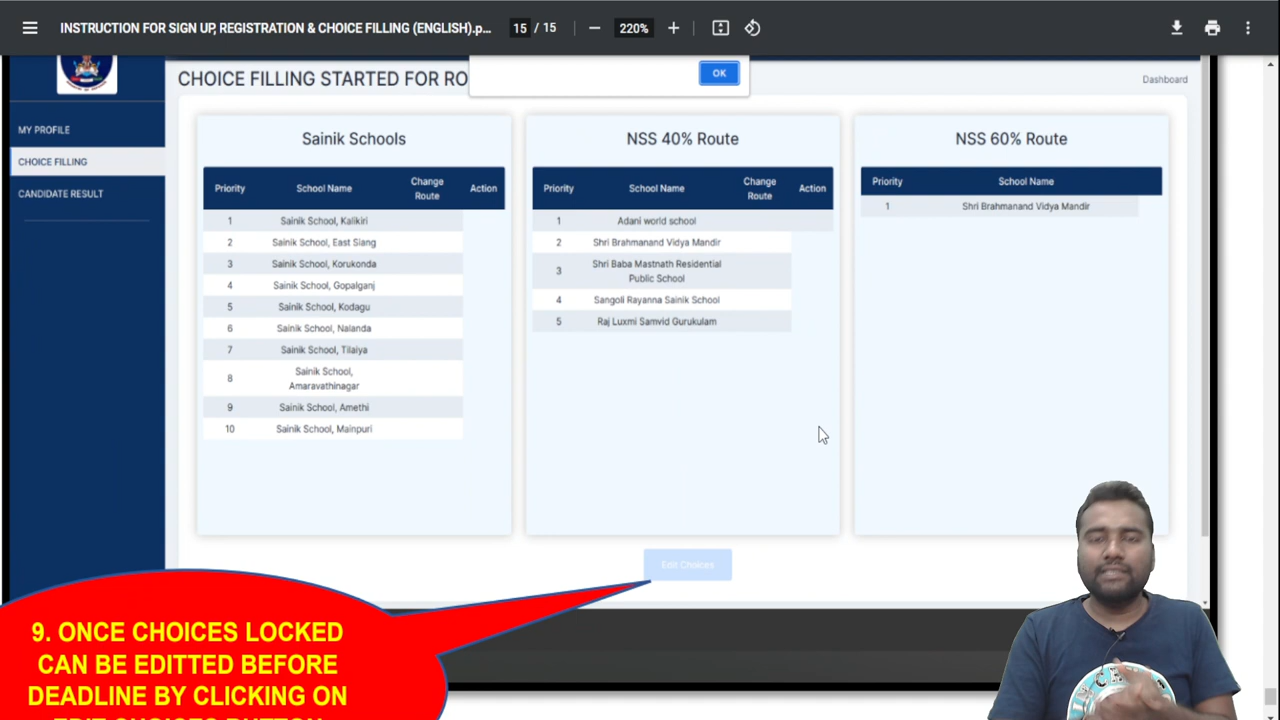 INSTRUCTION FOR SIGN UP, REGISTRATION & CHOICE FILLING (ENGLISH).p...
15 / 15
220%
CHOICE FILLING STARTED FOR RO
OK
Dashboard
MY PROFILE
CHOICE FILLING
CANDIDATE RESULT
Sainik Schools
Priority School Name Change Route Action
1 Sainik School, Kalikiri
2 Sainik School, East Siang
3 Sainik School, Korukonda
4 Sainik School, Gopalganj
5 Sainik School, Kodagu
6 Sainik School, Nalanda
7 Sainik School, Tilaiya
8 Sainik School,
Amaravathinagar
9 Sainik School, Amethi
10 Sainik School, Mainpuri
NSS 40% Route
Priority School Name Change Route Action
1 Adani world school
2 Shri Brahmanand Vidya Mandir
3 Shri Baba Mastnath Residential
Public School
4 Sangoli Rayanna Sainik School
5 Raj Luxmi Samvid Gurukulam
NSS 60% Route
Priority School Name
1 Shri Brahmanand Vidya Mandir
Edit Choices
9. ONCE CHOICES LOCKED
CAN BE EDITTED BEFORE
DEADLINE BY CLICKING ON
EDIT CHOICES BUTTON